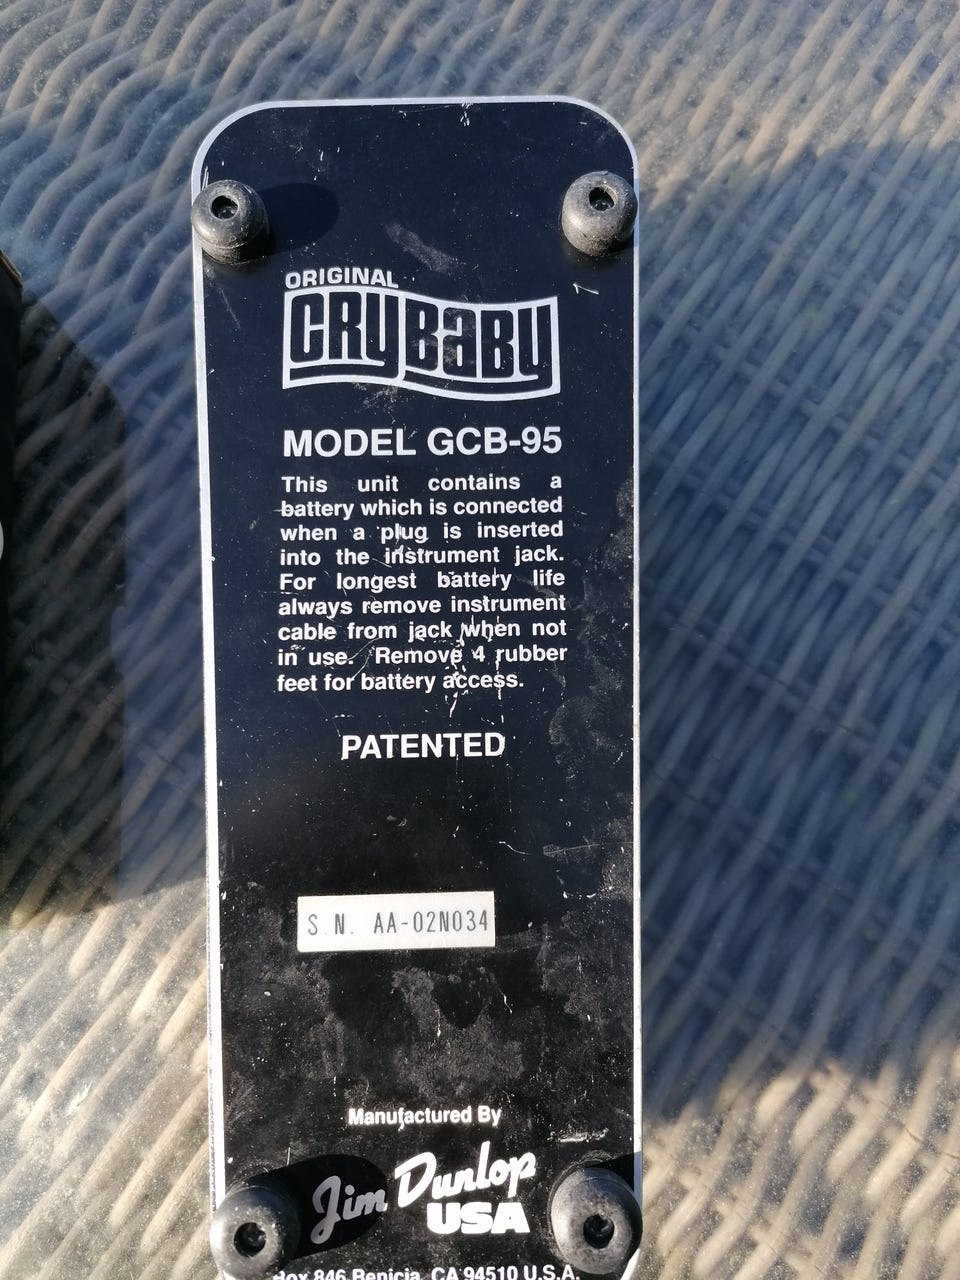 ORIGINAL
CRYBABY
MODEL GCB-95
This unit contains a
battery which is connected
when a plug is inserted
into the instrument jack.
For longest battery life
always remove instrument
cable from jack when not
in use. Remove 4 rubber
feet for battery access.
PATENTED
S.N. AA-02N034
Manufactured By
Jim Dunlop
USA
Box 846 Benicia, CA 94510 U.S.A.